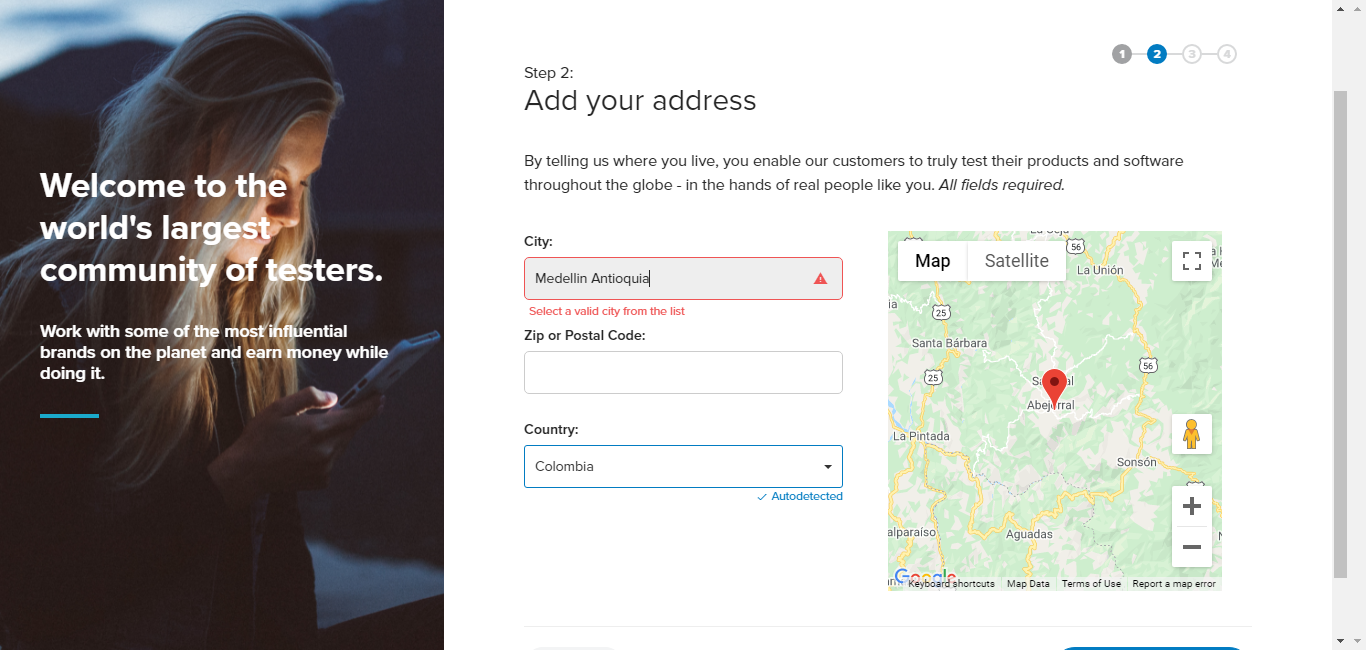 1 2 3 4
Step 2:
Add your address
Welcome to the
world's largest
community of testers.
Work with some of the most influential
brands on the planet and earn money while
doing it.
By telling us where you live, you enable our customers to truly test their products and software
throughout the globe - in the hands of real people like you. All fields required.
City:
Medellin Antioquia
Select a valid city from the list
Zip or Postal Code:
Country:
Colombia
Autodetected
Map Satellite
56
La Unión
25
Santa Bárbara
56
25
Abejorral
La Pintada
Sonsón
Aguadas
Google
Keyboard shortcuts Map Data Terms of Use Report a map error